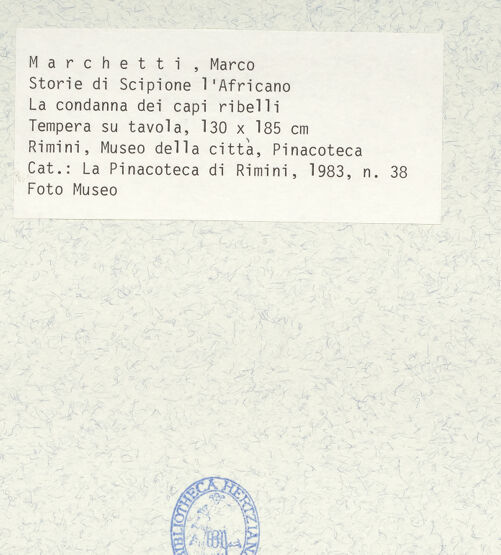 Marchetti, Marco
Storie di Scipione l'Africano
La condanna dei capi ribelli
Tempera su tavola, 130 x 185 cm
Rimini, Museo della città, Pinacoteca
Cat.: La Pinacoteca di Rimini, 1983, n. 38
Foto Museo
BIBLIOTHECA HERTZIANA